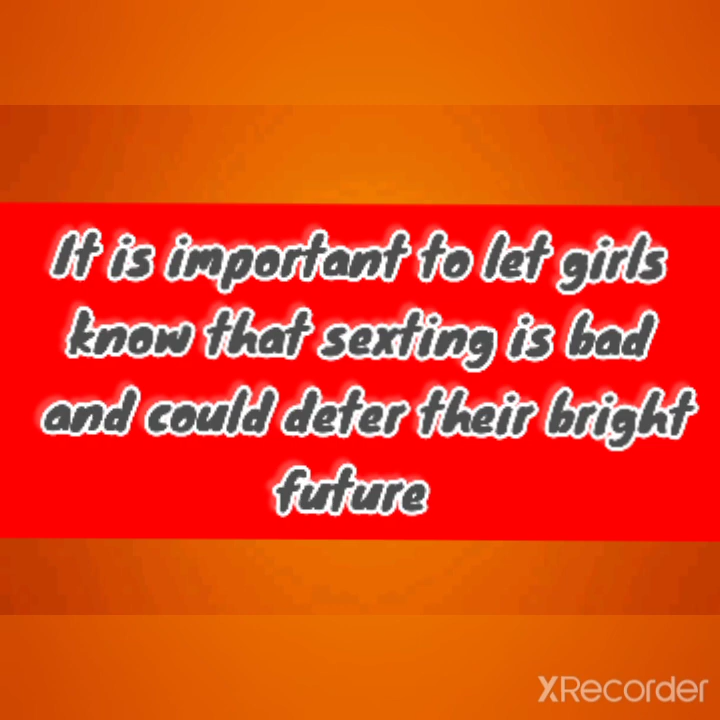 It is important to let girls
know that sexting is bad
and could deter their bright
future
XRecorder